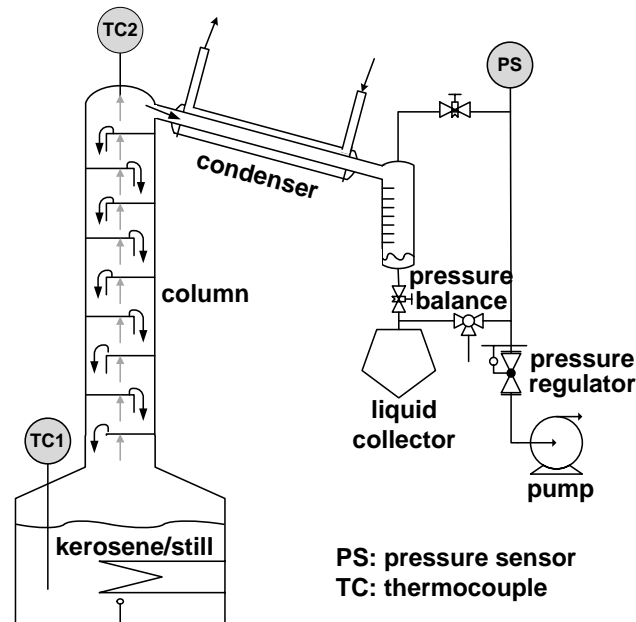 TC2
PS
condenser
pressure
balance
column
pressure
regulator
liquid
collector
TC1
pump
kerosene/still
PS: pressure sensor
TC: thermocouple